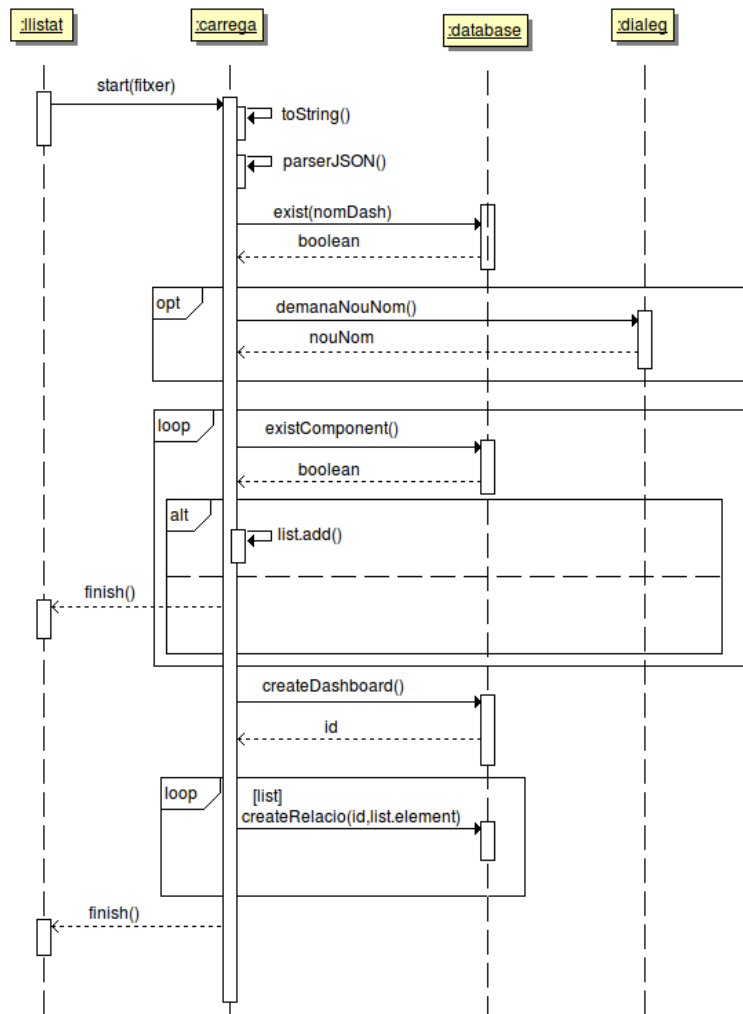 :llistat
:carrega
:database
:dialeg
start(fitxer)
toString()
parserJSON()
exist(nomDash)
boolean
opt
demanaNouNom()
nouNom
loop
existComponent()
boolean
alt
list.add()
finish()
createDashboard()
id
loop
[list]
createRelacio(id,list.element)
finish()